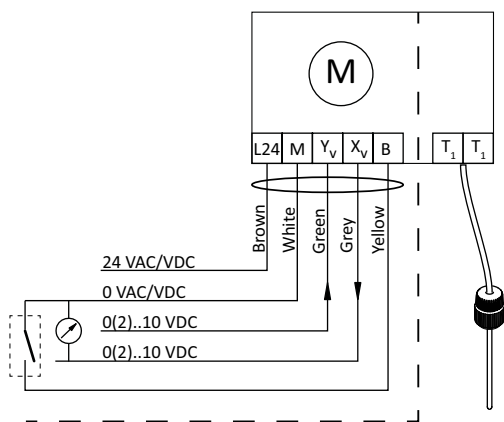 M
L24 M Yv Xv B T1 T1
Brown
White
Green
Grey
Yellow
24 VAC/VDC
0 VAC/VDC
0(2)..10 VDC
0(2)..10 VDC